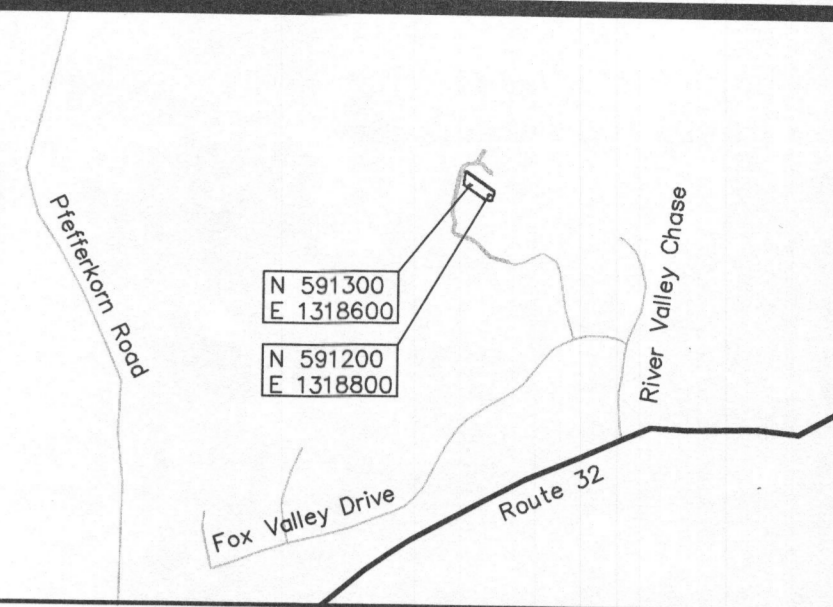 Pfefferkorn Road
N 591300
E 1318600
N 591200
E 1318800
River Valley Chase
Fox Valley Drive
Route 32